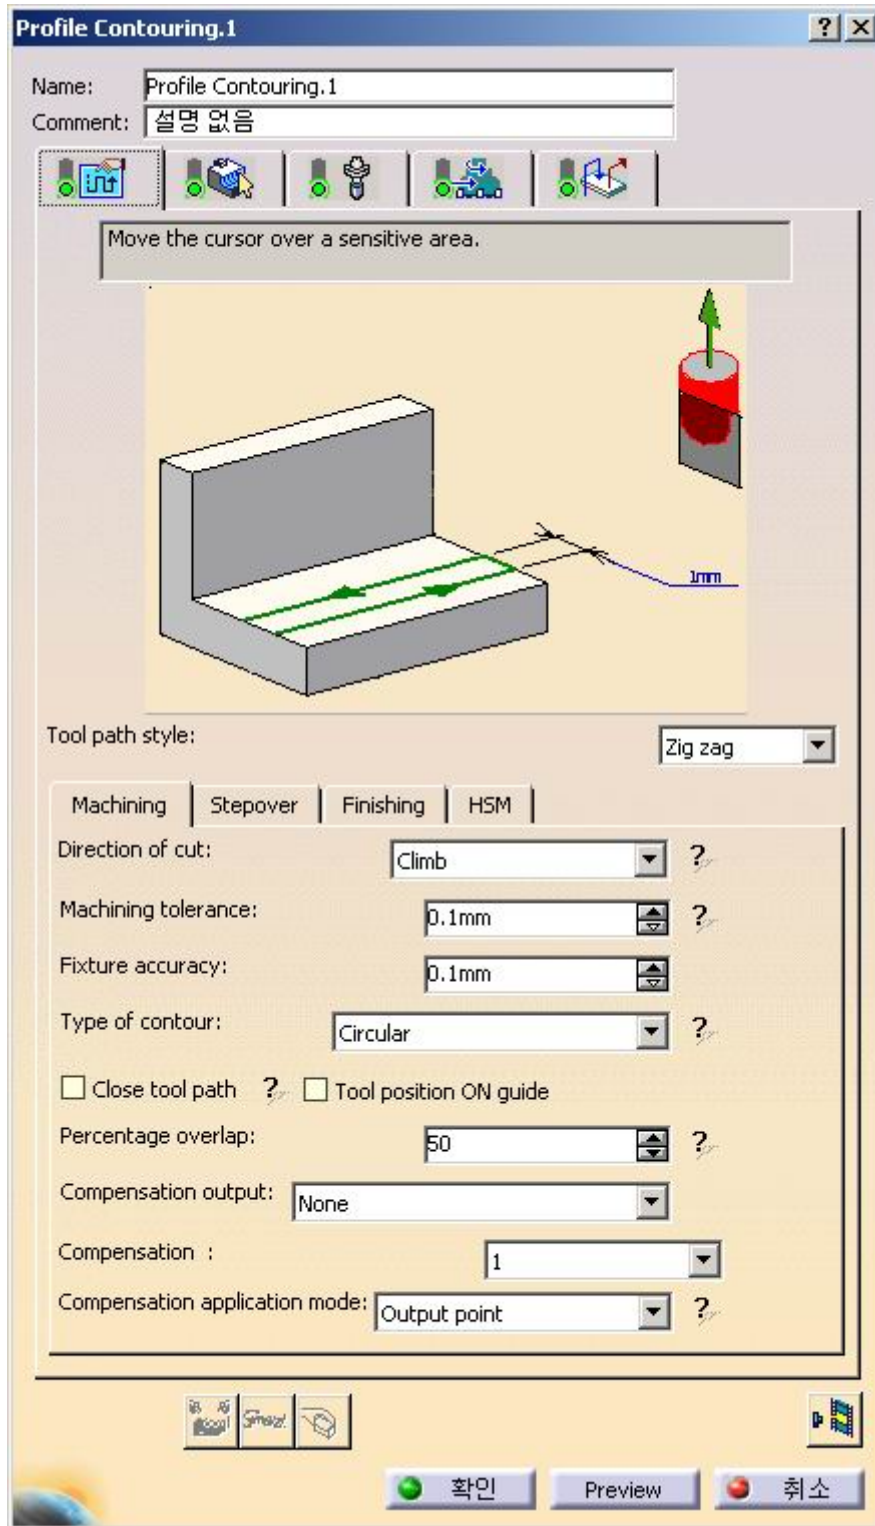 Profile Contouring.1
Name: Profile Contouring.1
Comment: 설명 없음
Move the cursor over a sensitive area.
1mm
Tool path style: Zig zag
Machining Stepover Finishing HSM
Direction of cut: Climb ?
Machining tolerance: 0.1mm ?
Fixture accuracy: 0.1mm
Type of contour: Circular ?
Close tool path ? Tool position ON guide
Percentage overlap: 50 ?
Compensation output: None
Compensation : 1
Compensation application mode: Output point ?
확인 Preview 취소